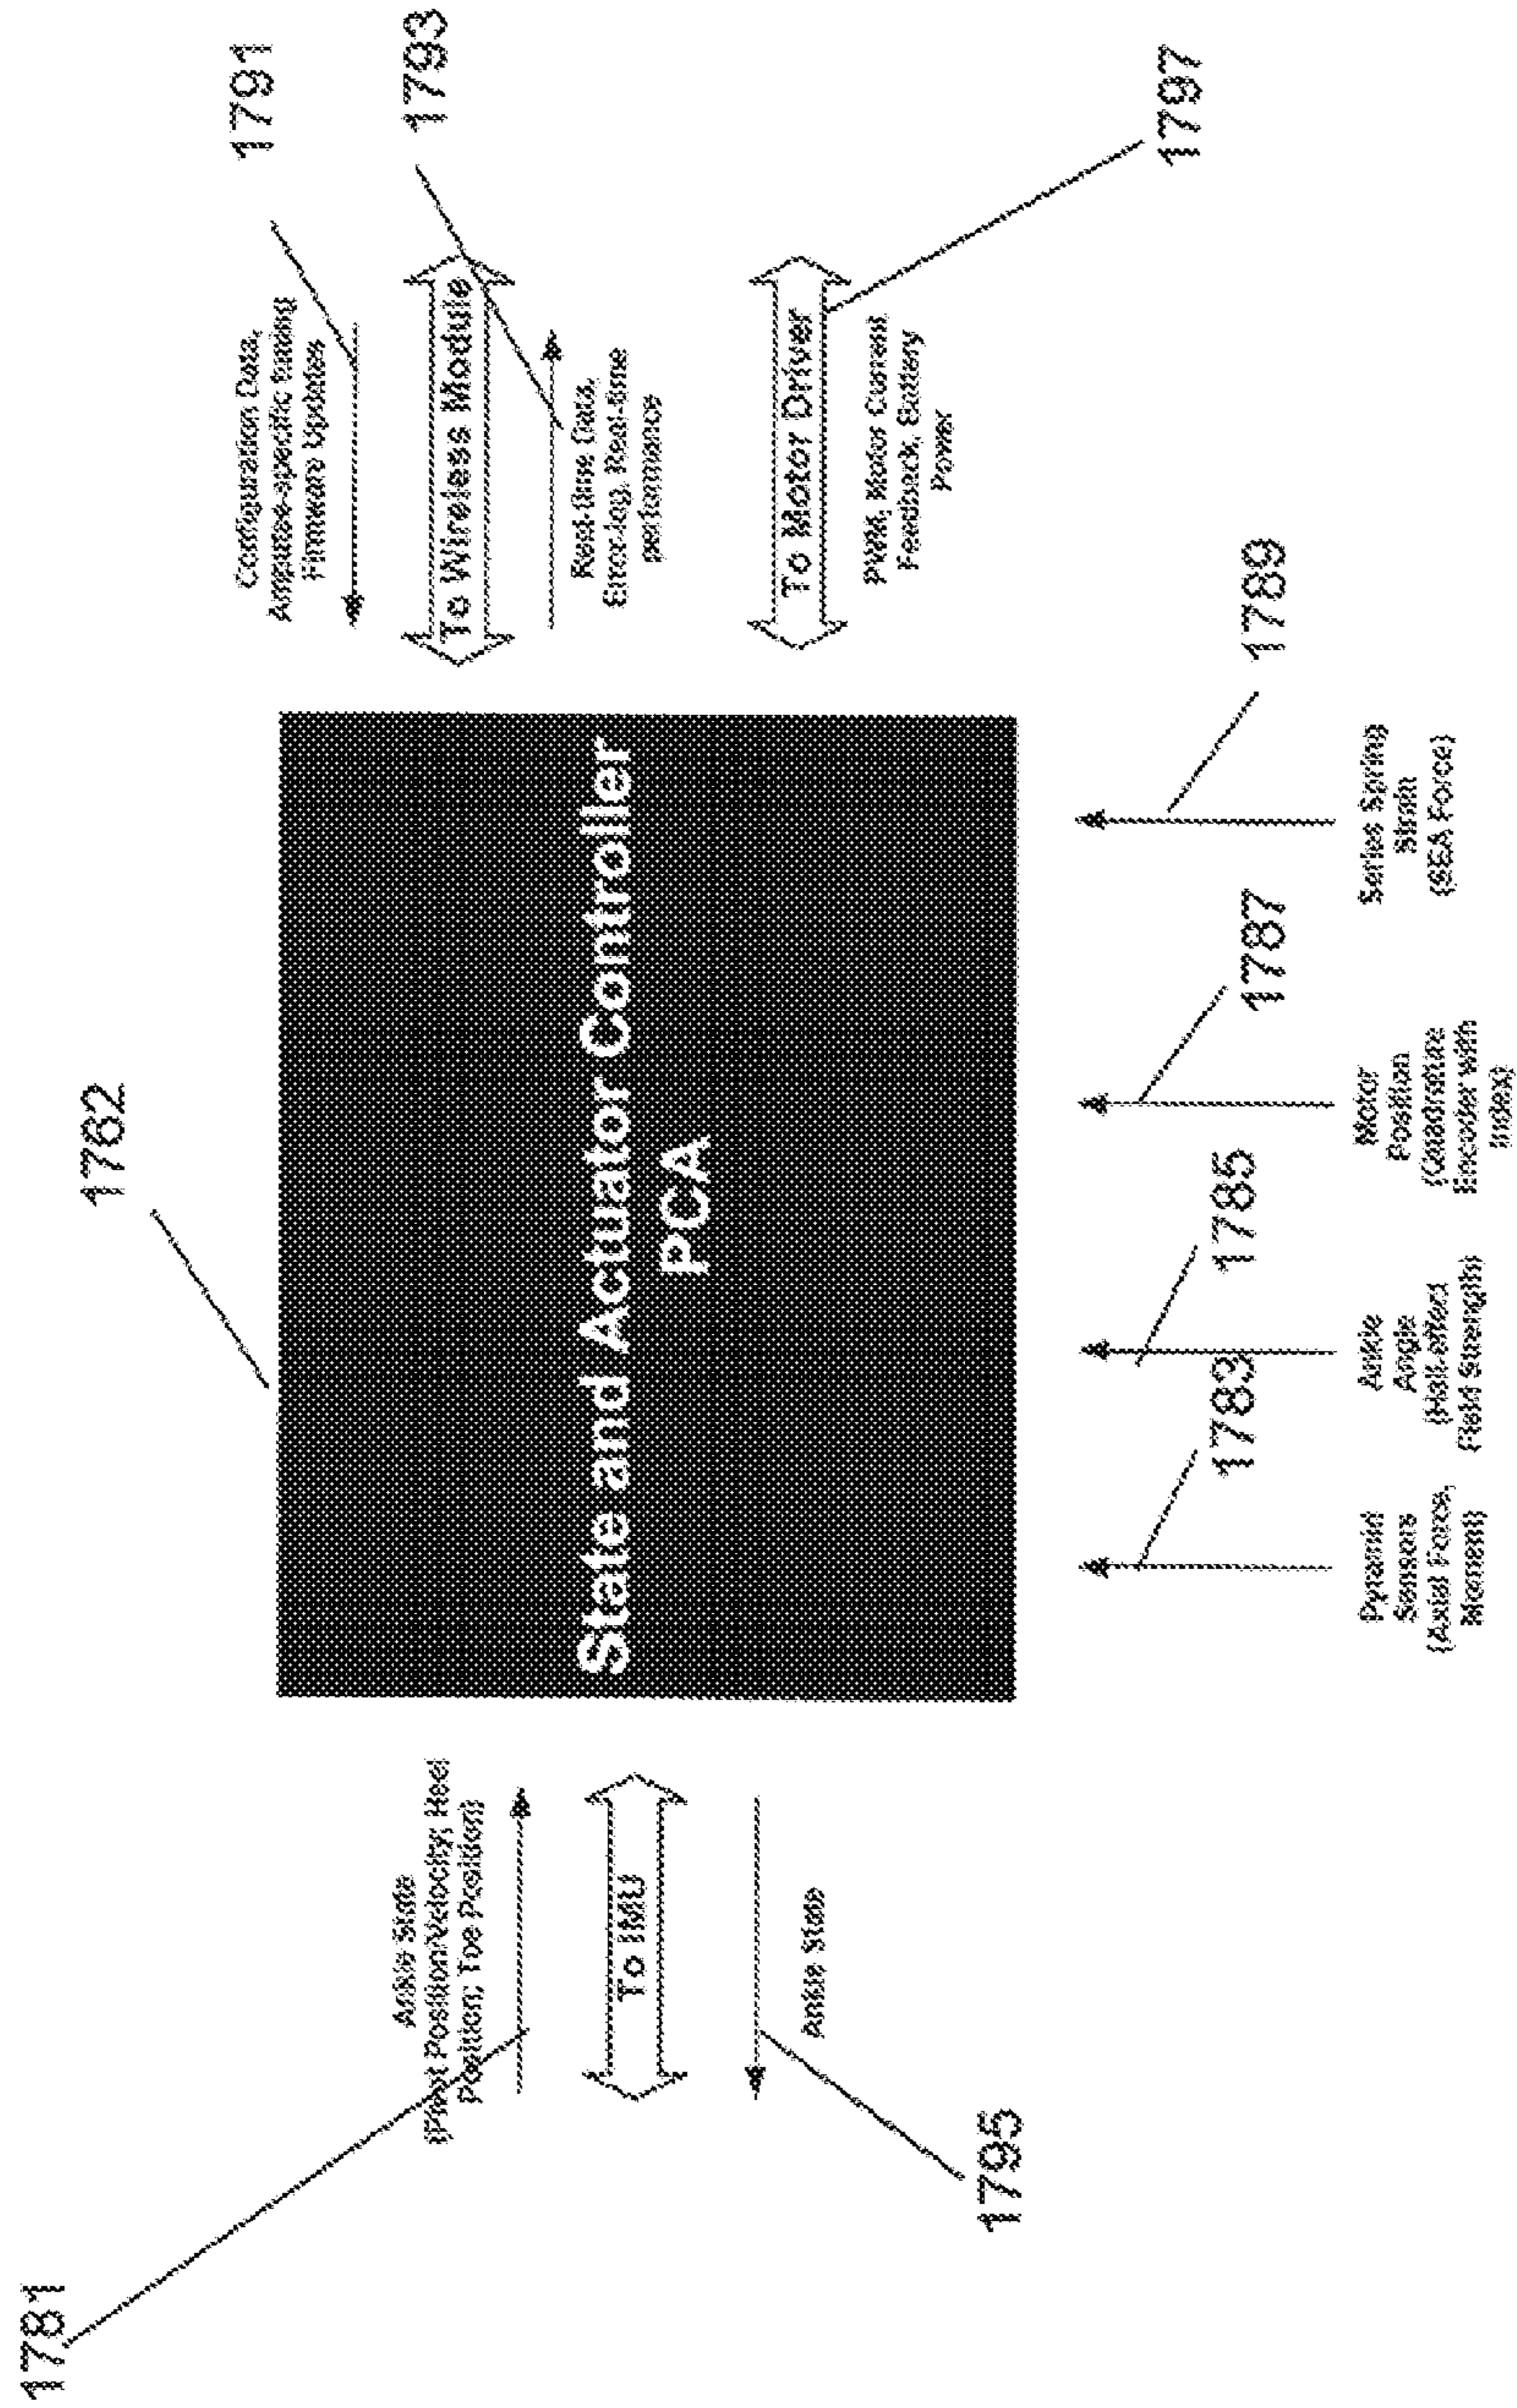 1762
State and Actuator Controller
PCA
1781
Ankle State
(Pivot Position/Velocity; Heel
Position; Toe Position)
To IMU
Ankle State
1795
1791
Configuration Data,
Amputee-specific tuning
Firmware Updates
1793
To Wireless Module
Real-time Data,
Error-log, Real-time
performance
To Motor Driver
1797
PWM, Motor Current
Feedback, Battery
Power
1783
Pyramid
Sensors
(Axial Force,
Moment)
1785
Ankle
Angle
(Hall-effect
Field Strength)
1787
Motor
Position
(Quadrature
Encoder with
Index)
1789
Series Spring
Strain
(SEA Force)